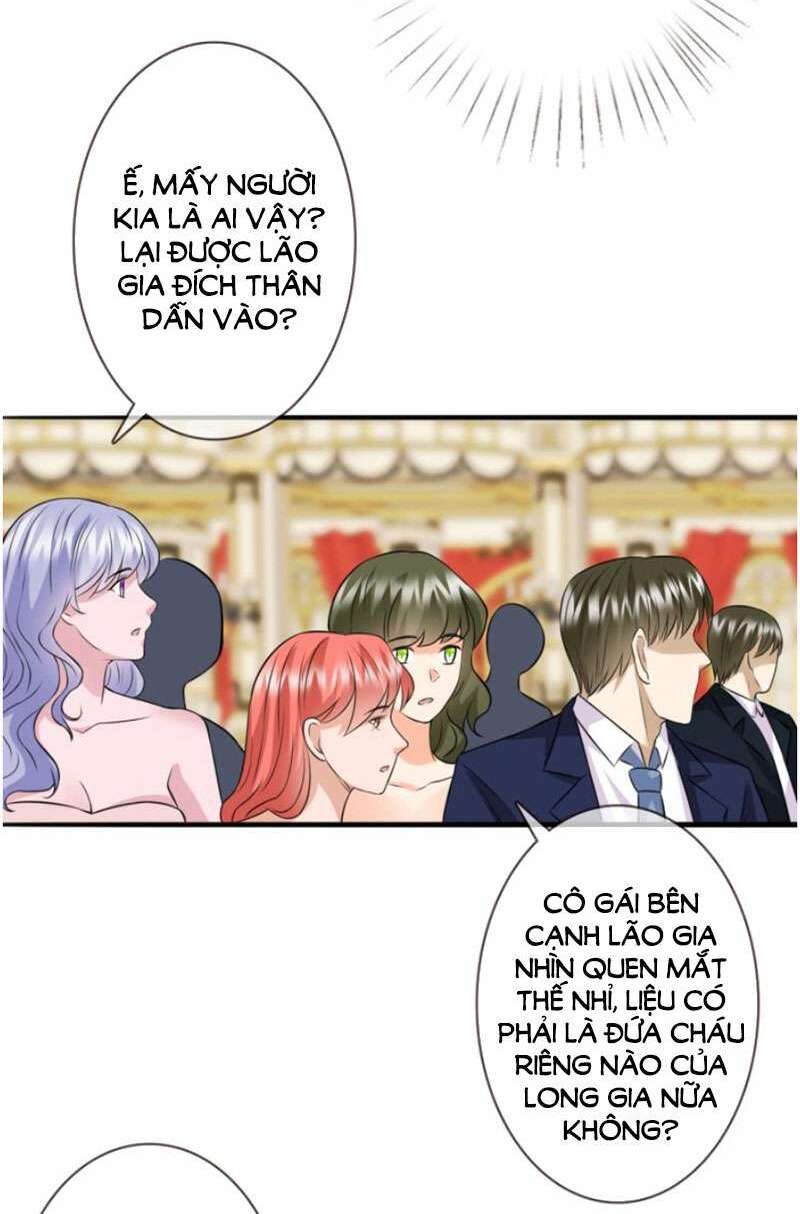 Ế, MẤY NGƯỜI
KIA LÀ AI VẬY?
LẠI ĐƯỢC LÃO
GIA ĐÍCH THÂN
DẪN VÀO?
CÔ GÁI BÊN
CẠNH LÃO GIA
NHÌN QUEN MẮT
THẾ NHỈ, LIỆU CÓ
PHẢI LÀ ĐỨA CHÁU
RIÊNG NÀO CỦA
LONG GIA NỮA
KHÔNG?